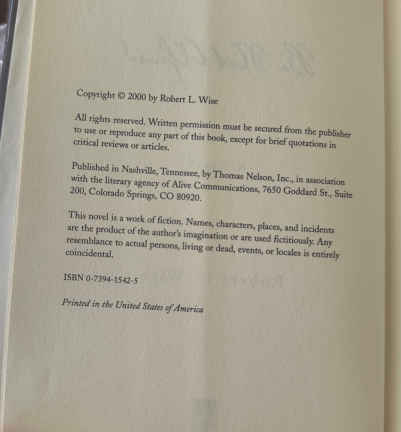 Copyright © 2000 by Robert L. Wise
All rights reserved. Written permission must be secured from the publisher
to use or reproduce any part of this book, except for brief quotations in
critical reviews or articles.
Published in Nashville, Tennessee, by Thomas Nelson, Inc., in association
with the literary agency of Alive Communications, 7650 Goddard St., Suite
200, Colorado Springs, CO 80920.
This novel is a work of fiction. Names, characters, places, and incidents
are the product of the author's imagination or are used fictitiously. Any
resemblance to actual persons, living or dead, events, or locales is entirely
coincidental.
ISBN 0-7394-1542-5
Printed in the United States of America